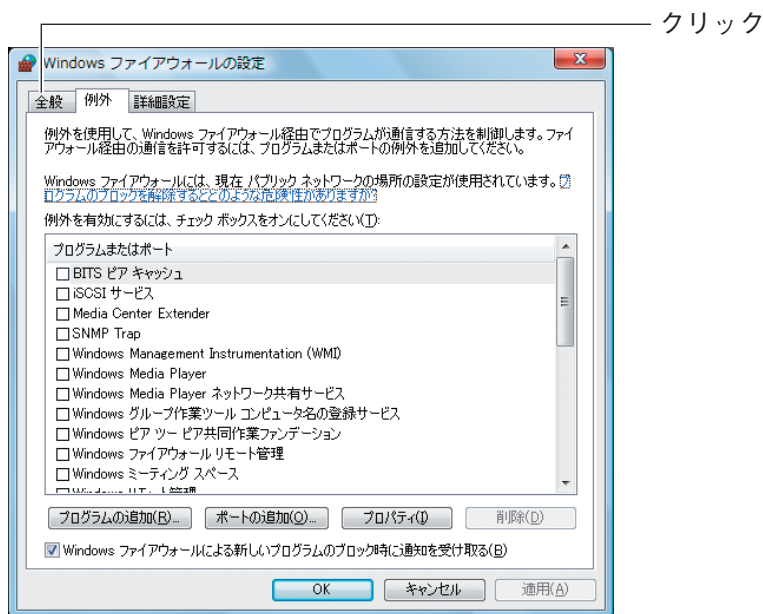 クリック
Windows ファイアウォールの設定
全般 例外 詳細設定
例外を使用して、Windows ファイアウォール経由でプログラムが通信する方法を制御します。ファイ
アウォール経由の通信を許可するには、プログラムまたはポートの例外を追加してください。
Windows ファイアウォールには、現在 パブリック ネットワークの場所の設定が使用されています。プ
ログラムのブロックを解除するとどのような危険性がありますか?
例外を有効にするには、チェック ボックスをオンにしてください(T):
プログラムまたはポート
BITS ピア キャッシュ
iSCSI サービス
Media Center Extender
SNMP Trap
Windows Management Instrumentation (WMI)
Windows Media Player
Windows Media Player ネットワーク共有サービス
Windows グループ作業ツール コンピュータ名の登録サービス
Windows ピア ツー ピア共同作業ファンデーション
Windows ファイアウォール リモート管理
Windows ミーティング スペース
Windows リモート管理
プログラムの追加(R)... ポートの追加(O)... プロパティ(I) 削除(D)
Windows ファイアウォールによる新しいプログラムのブロック時に通知を受け取る(B)
OK キャンセル 適用(A)